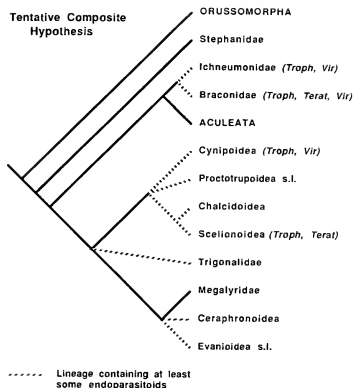 Tentative Composite
Hypothesis
ORUSSOMORPHA
Stephanidae
Ichneumonidae (Troph, Vir)
Braconidae (Troph, Terat, Vir)
ACULEATA
Cynipoidea (Troph, Vir)
Proctotrupoidea s.l.
Chalcidoidea
Scelionoidea (Troph, Terat)
Trigonalidae
Megalyridae
Ceraphronoidea
Evanioidea s.l.
Lineage containing at least
some endoparasitoids